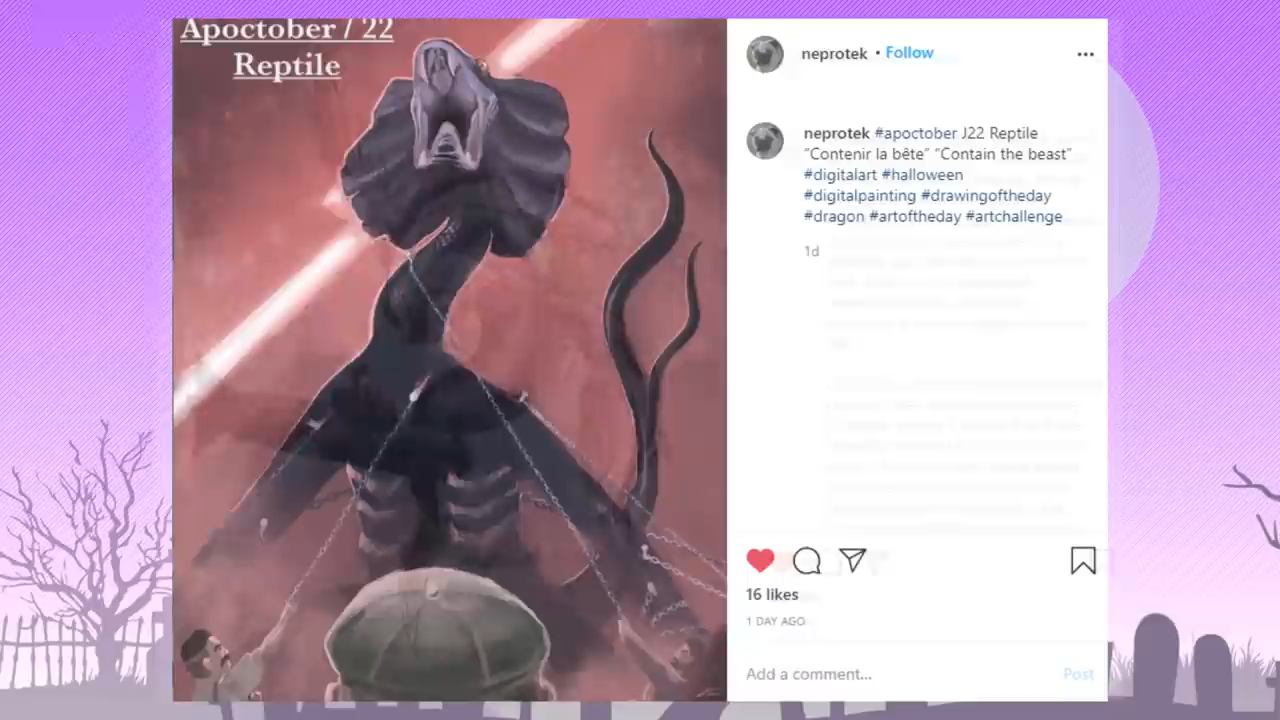 Apoctober / 22
Reptile
neprotek • Follow
neprotek #apoctober J22 Reptile
“Contenir la bête” “Contain the beast”
#digitalart #halloween
#digitalpainting #drawingoftheday
#dragon #artoftheday #artchallenge
1d
16 likes
1 DAY AGO
Add a comment...
Post